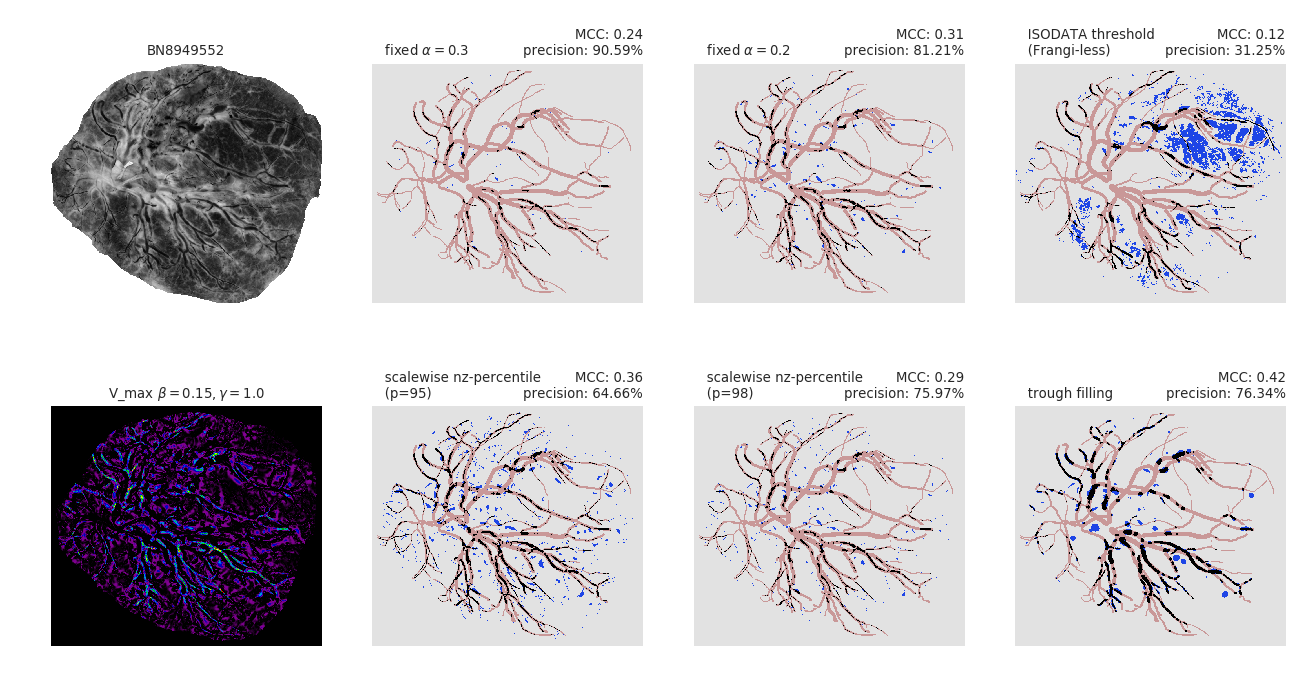 BN8949552
fixed α = 0.3
MCC: 0.24
precision: 90.59%
fixed α = 0.2
MCC: 0.31
precision: 81.21%
ISODATA threshold
(Frangi-less)
MCC: 0.12
precision: 31.25%
V_max β = 0.15, γ = 1.0
scalewise nz-percentile
(p=95)
MCC: 0.36
precision: 64.66%
scalewise nz-percentile
(p=98)
MCC: 0.29
precision: 75.97%
trough filling
MCC: 0.42
precision: 76.34%